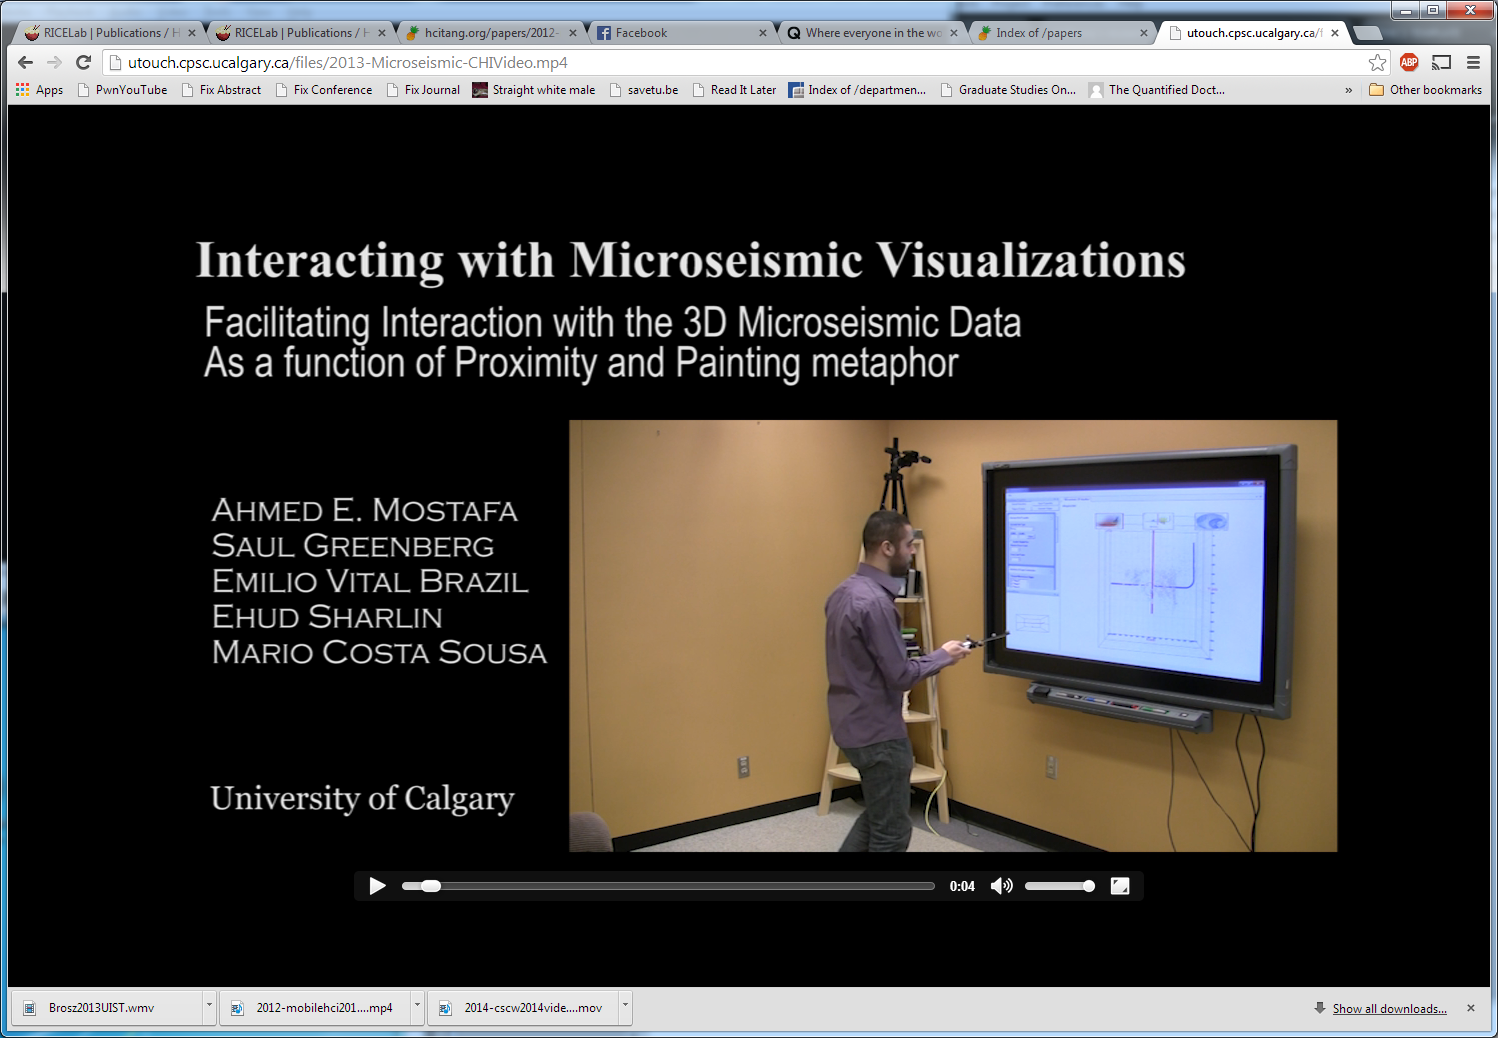 RICELab | Publications / H
RICELab | Publications / H
hcitang.org/papers/2012-
Facebook
Where everyone in the wo
Index of /papers
utouch.cpsc.ucalgary.ca/f
utouch.cpsc.ucalgary.ca/files/2013-Microseismic-CHIVideo.mp4
ABP
Apps
PwnYouTube
Fix Abstract
Fix Conference
Fix Journal
Straight white male
savetu.be
Read It Later
Index of /departmen...
Graduate Studies On...
The Quantified Doct...
»
Other bookmarks
Interacting with Microseismic Visualizations
Facilitating Interaction with the 3D Microseismic Data
As a function of Proximity and Painting metaphor
AHMED E. MOSTAFA
SAUL GREENBERG
EMILIO VITAL BRAZIL
EHUD SHARLIN
MARIO COSTA SOUSA
University of Calgary
0:04
Brosz2013UIST.wmv
2012-mobilehci201....mp4
2014-cscw2014vide....mov
Show all downloads...